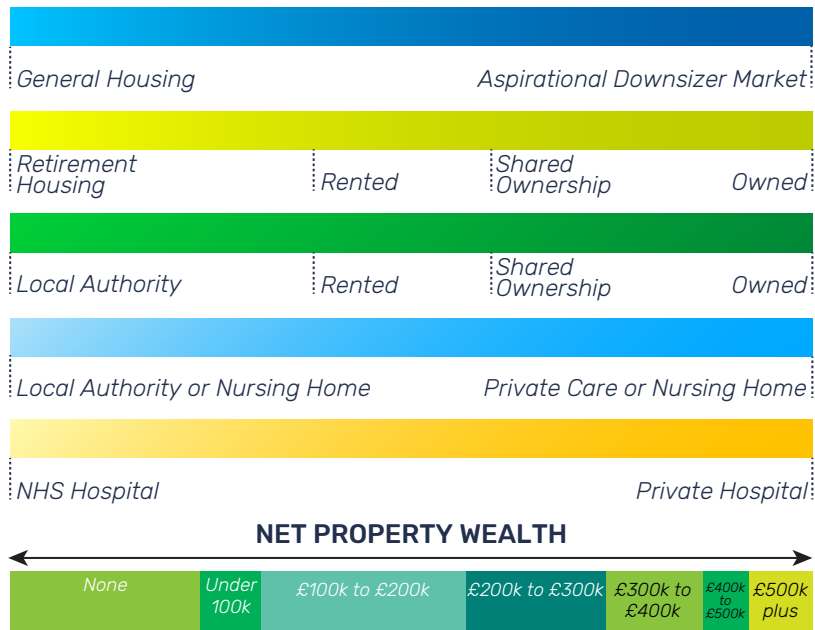 General Housing
Aspirational Downsizer Market
Retirement
Housing
Rented
Shared
Ownership
Owned
Local Authority
Rented
Shared
Ownership
Owned
Local Authority or Nursing Home
Private Care or Nursing Home
NHS Hospital
Private Hospital
NET PROPERTY WEALTH
None
Under
100k
£100k to £200k
£200k to £300k
£300k to
£400k
£400k
to
£500k
£500k
plus